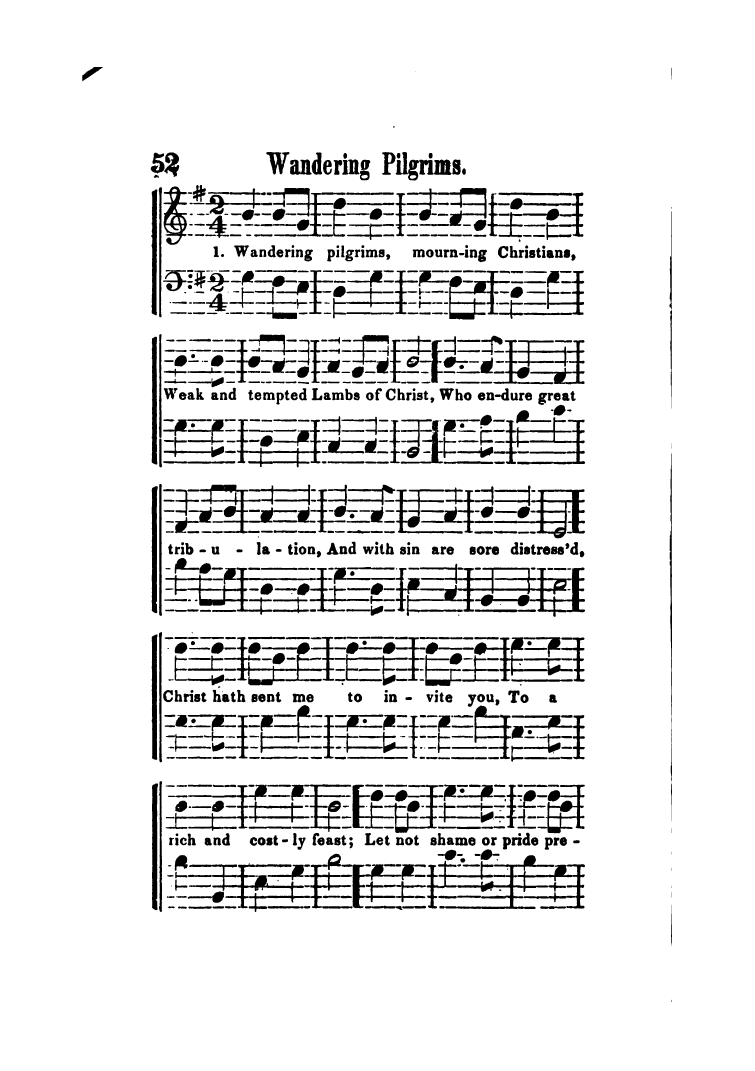 52 Wandering Pilgrims.
1. Wandering pilgrims, mourn-ing Christians,
Weak and tempted Lambs of Christ, Who en-dure great
trib - u - la - tion, And with sin are sore distress'd,
Christ hath sent me to in - vite you, To a
rich and cost - ly feast; Let not shame or pride pre -